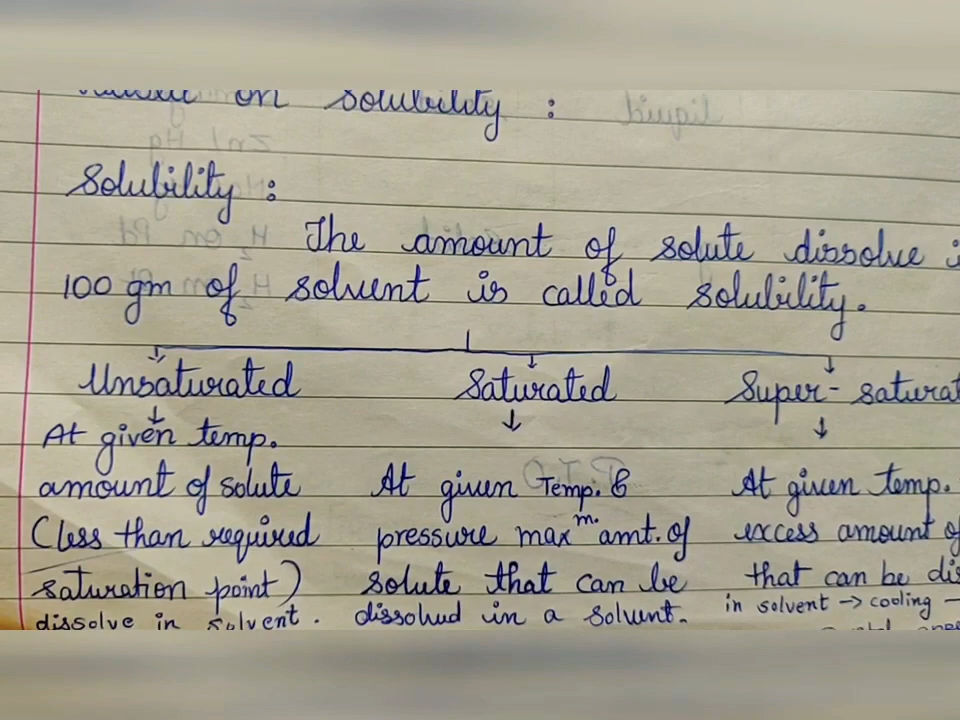 on solubility :
Solubility :
The amount of solute dissolve
100 gm of solvent is called solubility.
Unsaturated Saturated Super-saturat
At given temp.
amount of solute
(less than required
saturation point)
dissolve in solvent.
At given Temp. &
pressure maxm. amt. of
solute that can be
dissolved in a solvent.
At given temp.
excess amount of
that can be dis
in solvent → cooling →